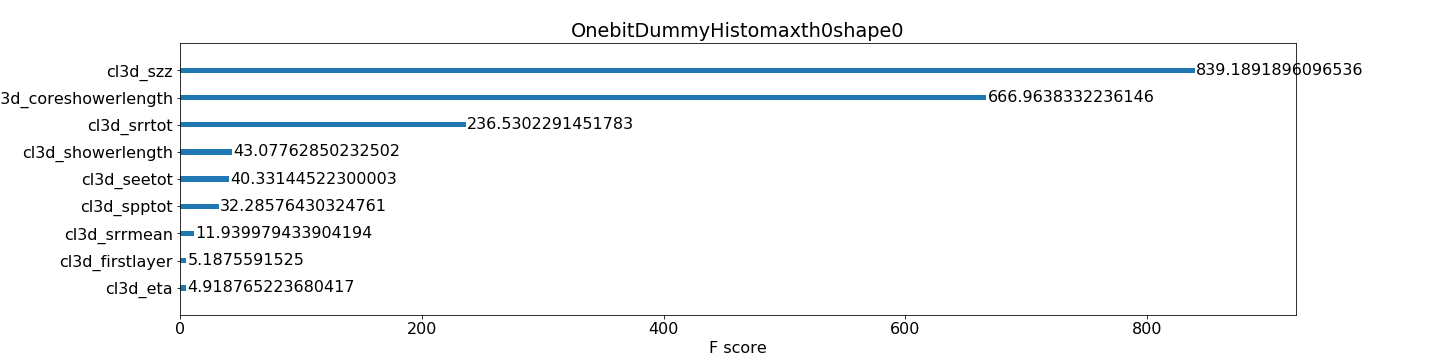 OnebitDummyHistomaxth0shape0
cl3d_szz 839.1891896096536
3d_coreshowerlength 666.9638332236146
cl3d_srrtot 236.5302291451783
cl3d_showerlength 43.07762850232502
cl3d_seetot 40.33144522300003
cl3d_spptot 32.28576430324761
cl3d_srrmean 11.939979433904194
cl3d_firstlayer 5.1875591525
cl3d_eta 4.918765223680417
0 200 400 600 800
F score